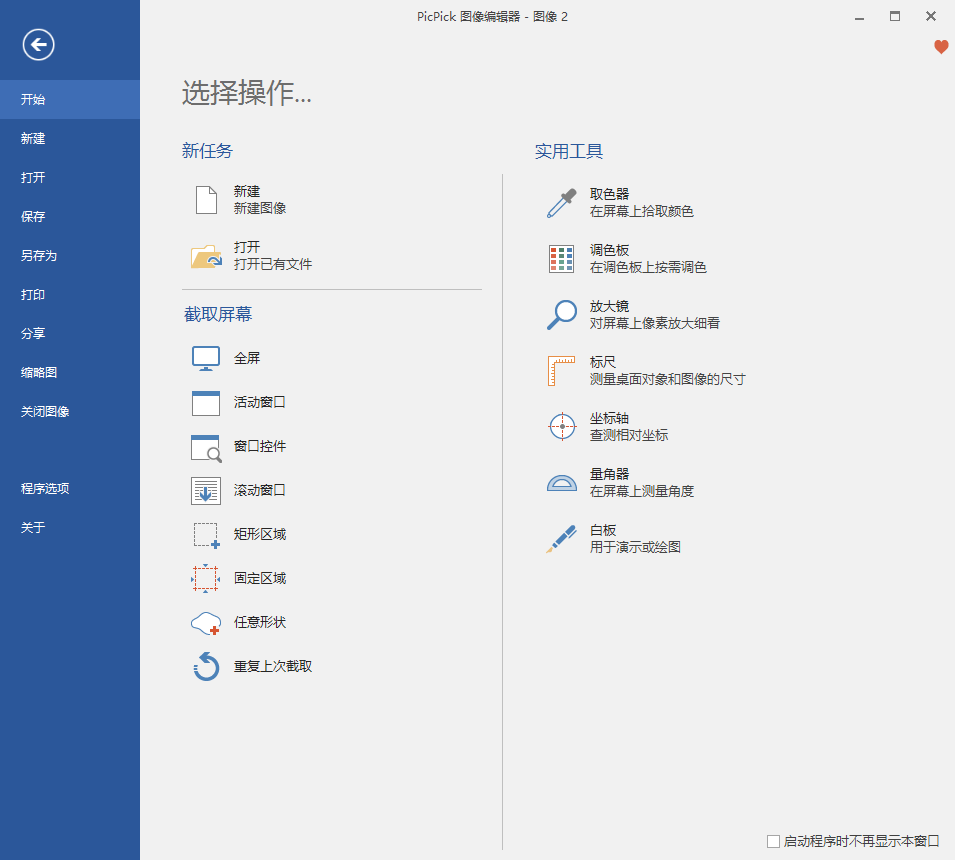 PicPick 图像编辑器 - 图像 2
开始
新建
打开
保存
另存为
打印
分享
缩略图
关闭图像
程序选项
关于
选择操作...
新任务
新建
新建图像
打开
打开已有文件
截取屏幕
全屏
活动窗口
窗口控件
滚动窗口
矩形区域
固定区域
任意形状
重复上次截取
实用工具
取色器
在屏幕上拾取颜色
调色板
在调色板上按需调色
放大镜
对屏幕上像素放大细看
标尺
测量桌面对象和图像的尺寸
坐标轴
查测相对坐标
量角器
在屏幕上测量角度
白板
用于演示或绘图
启动程序时不再显示本窗口